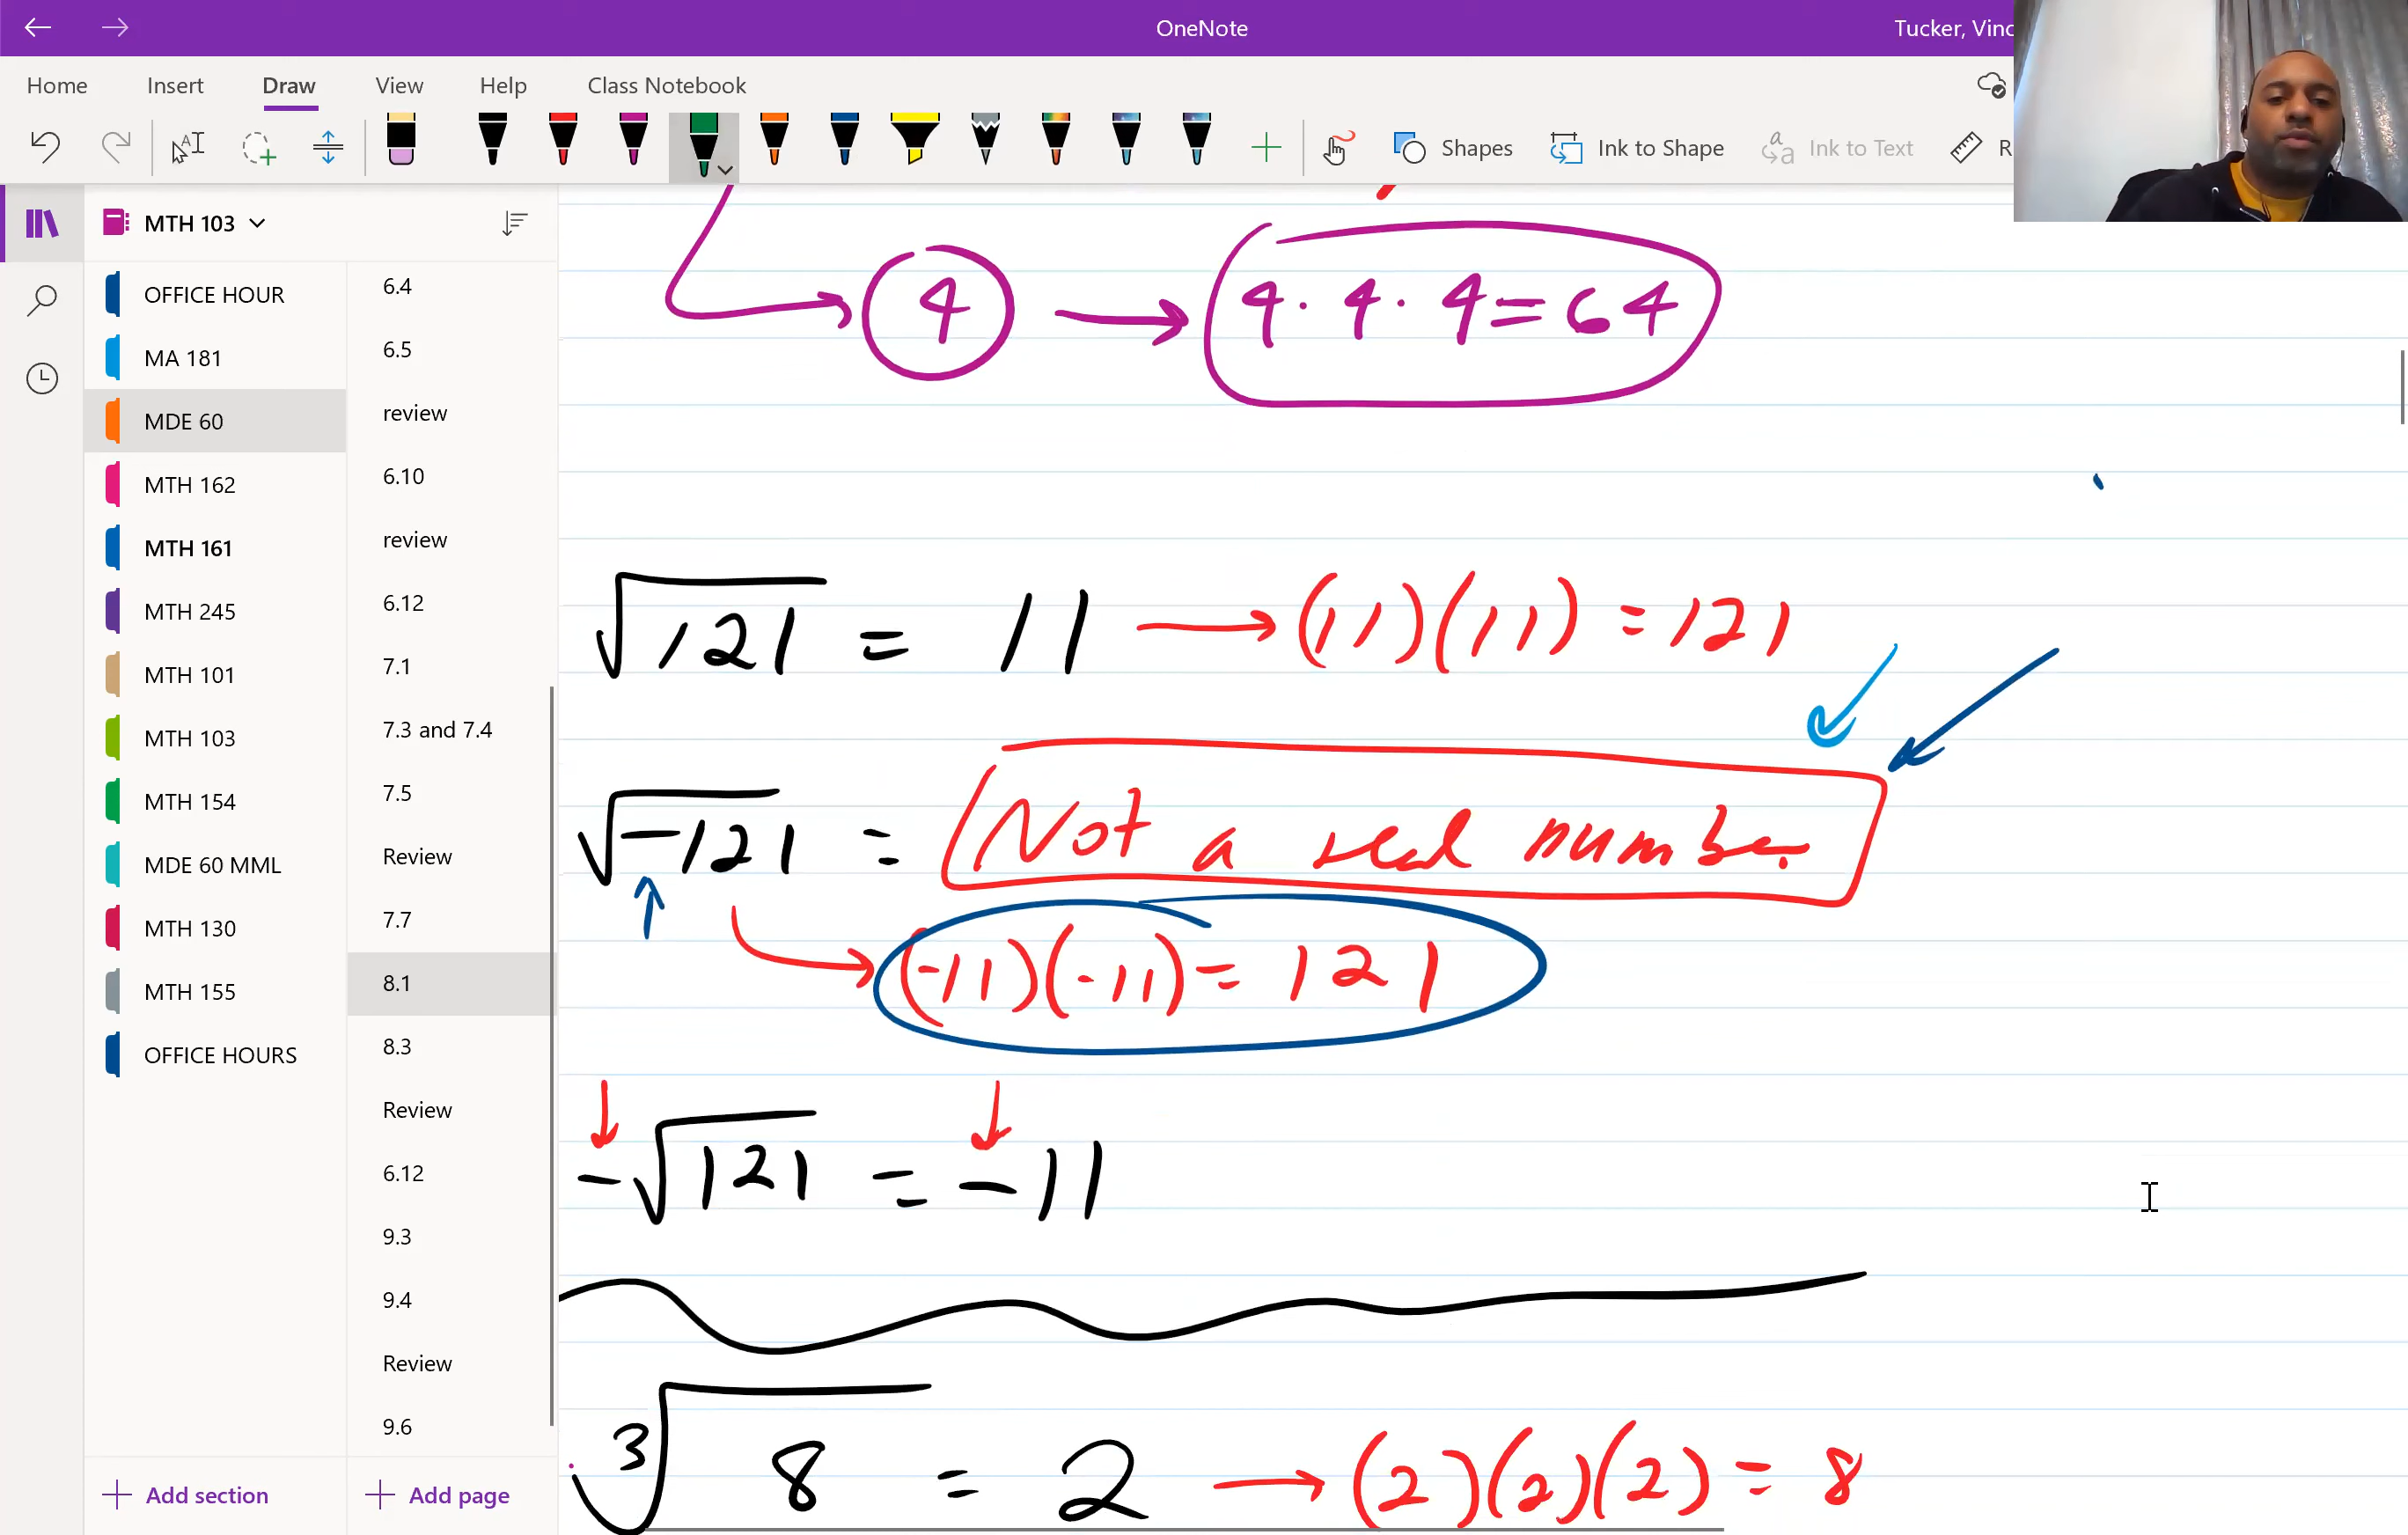 OneNote
Tucker, Vinc
Home Insert Draw View Help Class Notebook
Shapes Ink to Shape Ink to Text R
MTH 103
OFFICE HOUR
MA 181
MDE 60
MTH 162
MTH 161
MTH 245
MTH 101
MTH 103
MTH 154
MDE 60 MML
MTH 130
MTH 155
OFFICE HOURS
Add section
6.4
6.5
review
6.10
review
6.12
7.1
7.3 and 7.4
7.5
Review
7.7
8.1
8.3
Review
6.12
9.3
9.4
Review
9.6
Add page
4 → 4 · 4 · 4 = 64
√121 = 11 → (11)(11) = 121
√-121 = Not a real number.
(-11)(-11) = 121
-√121 = -11
∛8 = 2 → (2)(2)(2) = 8